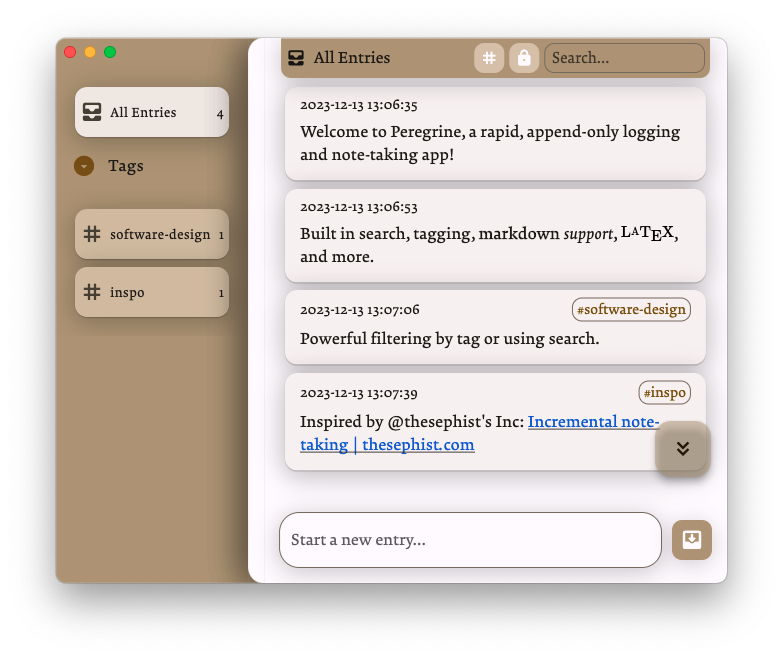 All Entries
Search...
All Entries 4
Tags
software-design 1
inspo 1
2023-12-13 13:06:35
Welcome to Peregrine, a rapid, append-only logging
and note-taking app!
2023-12-13 13:06:53
Built in search, tagging, markdown support, LATEX,
and more.
2023-12-13 13:07:06 #software-design
Powerful filtering by tag or using search.
2023-12-13 13:07:39 #inspo
Inspired by @thesephist's Inc: Incremental note-
taking | thesephist.com
Start a new entry...